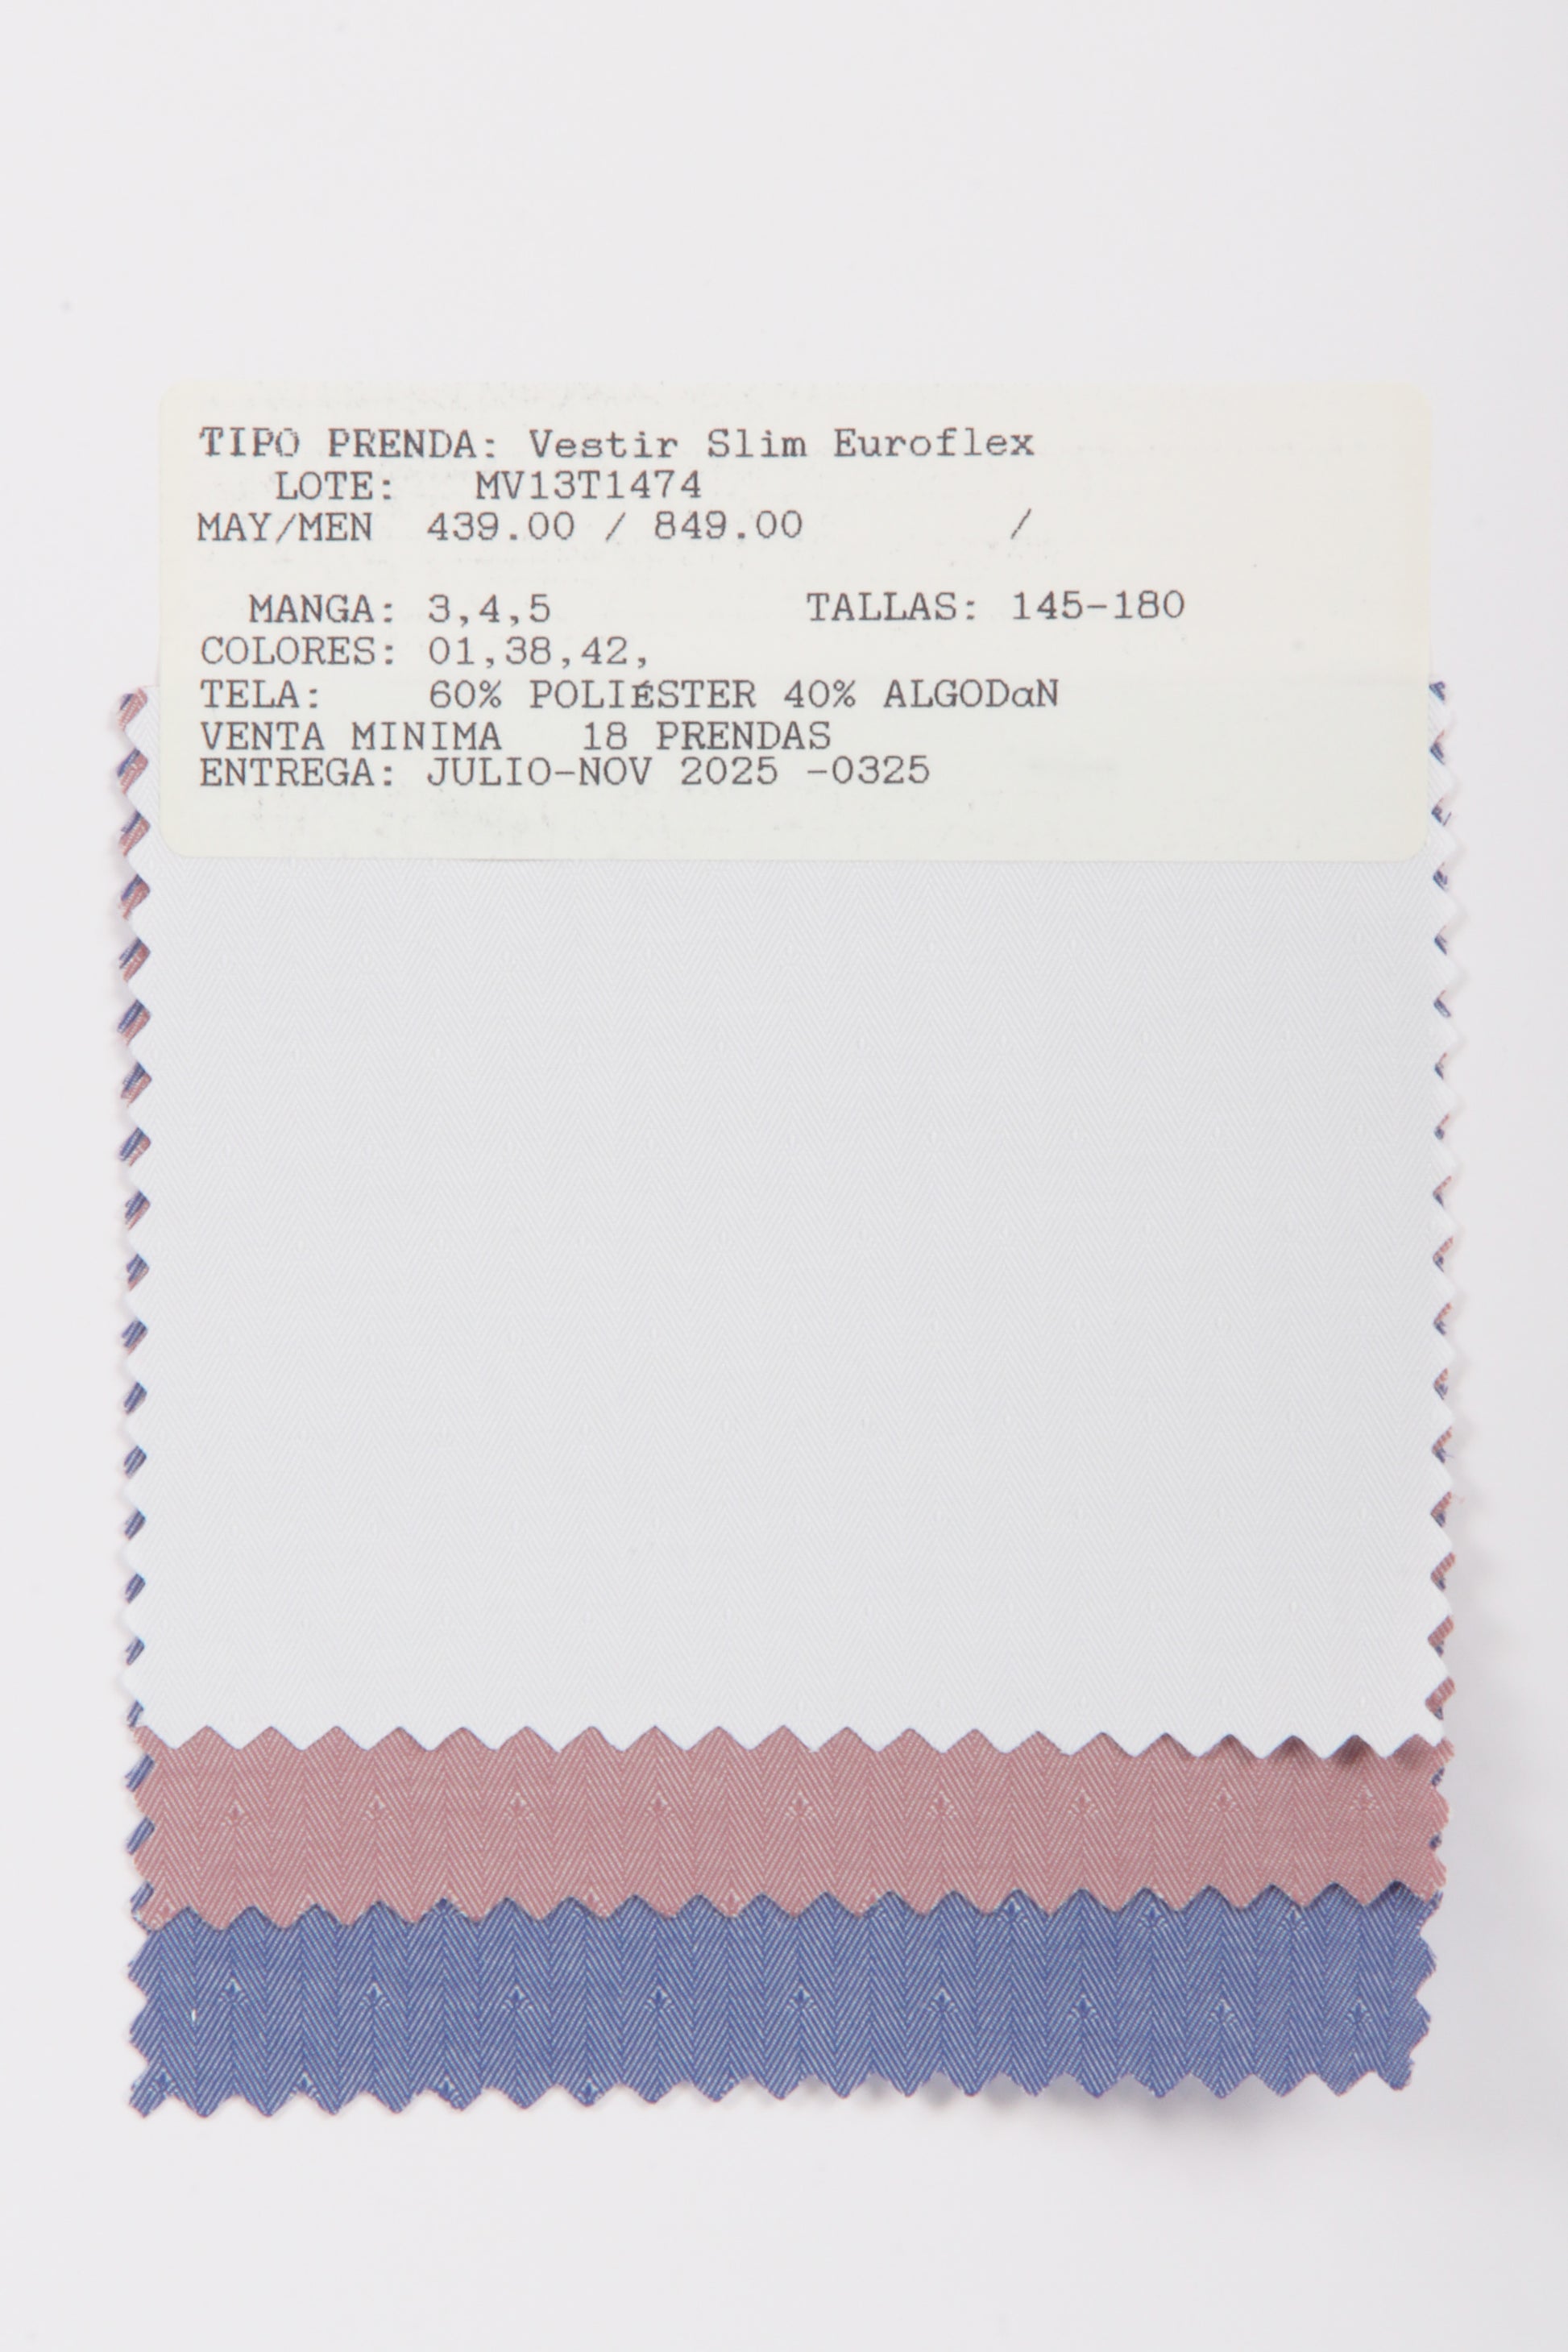 TIPO PRENDA: Vestir Slim Euroflex
LOTE: MV13T1474
MAY/MEN 439.00 / 849.00 /
MANGA: 3,4,5 TALLAS: 145-180
COLORES: 01,38,42,
TELA: 60% POLIÉSTER 40% ALGODαN
VENTA MINIMA 18 PRENDAS
ENTREGA: JULIO-NOV 2025 -0325